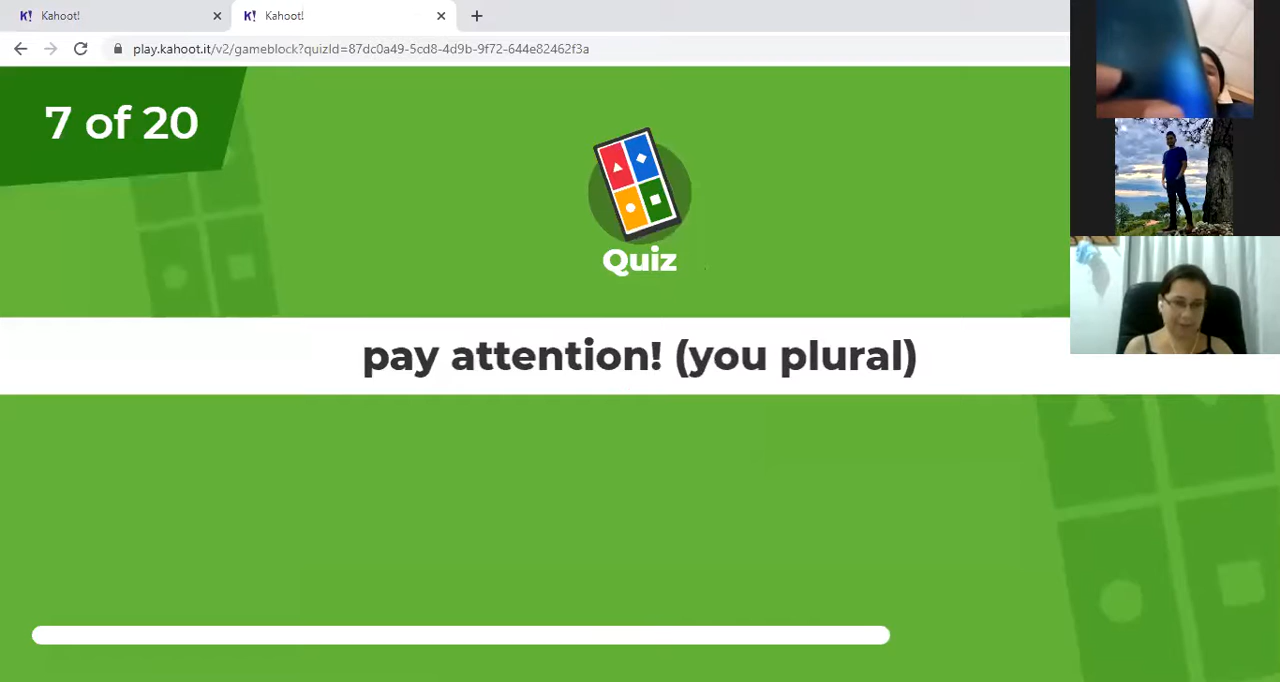 Kahoot!
Kahoot!
play.kahoot.it/v2/gameblock?quizId=87dc0a49-5cd8-4d9b-9f72-644e82462f3a
7 of 20
Quiz
pay attention! (you plural)